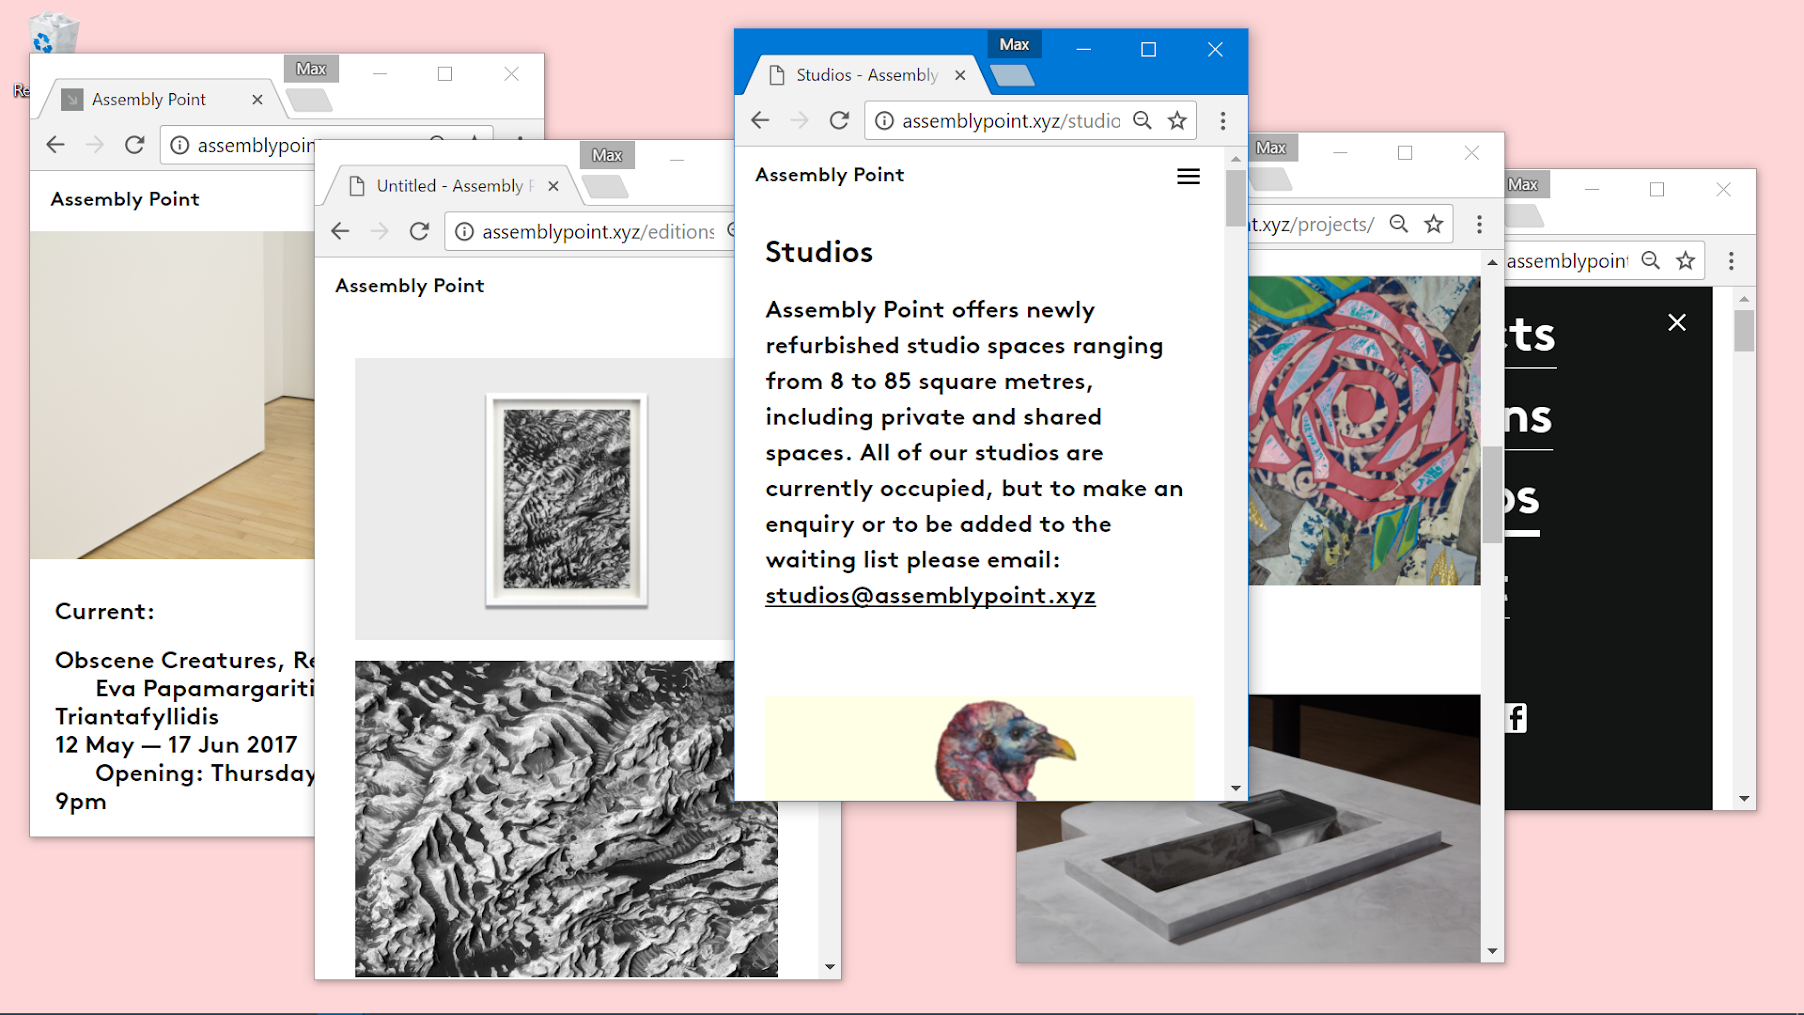 Re
Max
Assembly Point
assemblypoin
Assembly Point
Current:
Obscene Creatures, Re
Eva Papamargariti
Triantafyllidis
12 May — 17 Jun 2017
Opening: Thursday
9pm
Max
Untitled - Assembly P
assemblypoint.xyz/editions
Assembly Point
Max
Studios - Assembly
assemblypoint.xyz/studio
Assembly Point
Studios
Assembly Point offers newly
refurbished studio spaces ranging
from 8 to 85 square metres,
including private and shared
spaces. All of our studios are
currently occupied, but to make an
enquiry or to be added to the
waiting list please email:
studios@assemblypoint.xyz
Max
nt.xyz/projects/
Max
assemblypoint
cts
ns
os